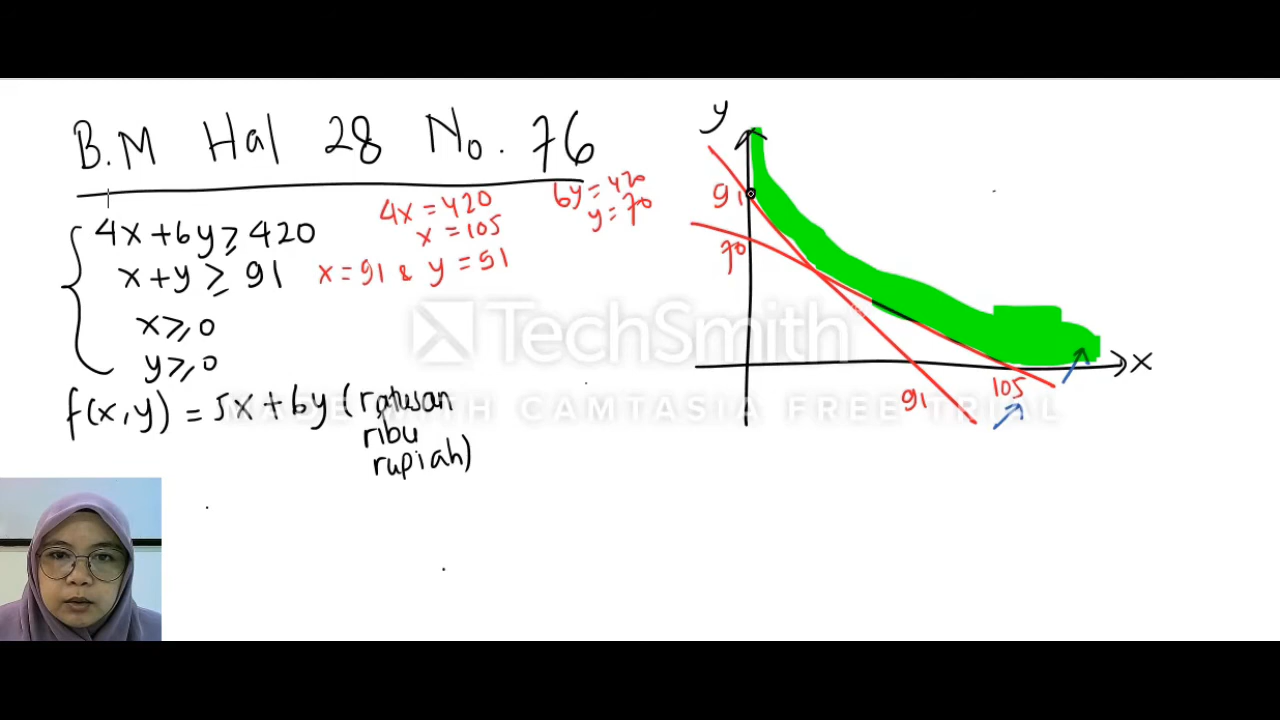 B.M Hal 28 No. 76
4x = 420
x = 105
6y = 420
y = 70
4x + 6y ≥ 420
x + y ≥ 91
x = 91 & y = 91
x ≥ 0
y ≥ 0
f(x,y) = 5x + 6y (ratusan
ribu
rupiah)
y
91
70
x
105
91
TechSmith
MADE WITH CAMTASIA FREE TRIAL